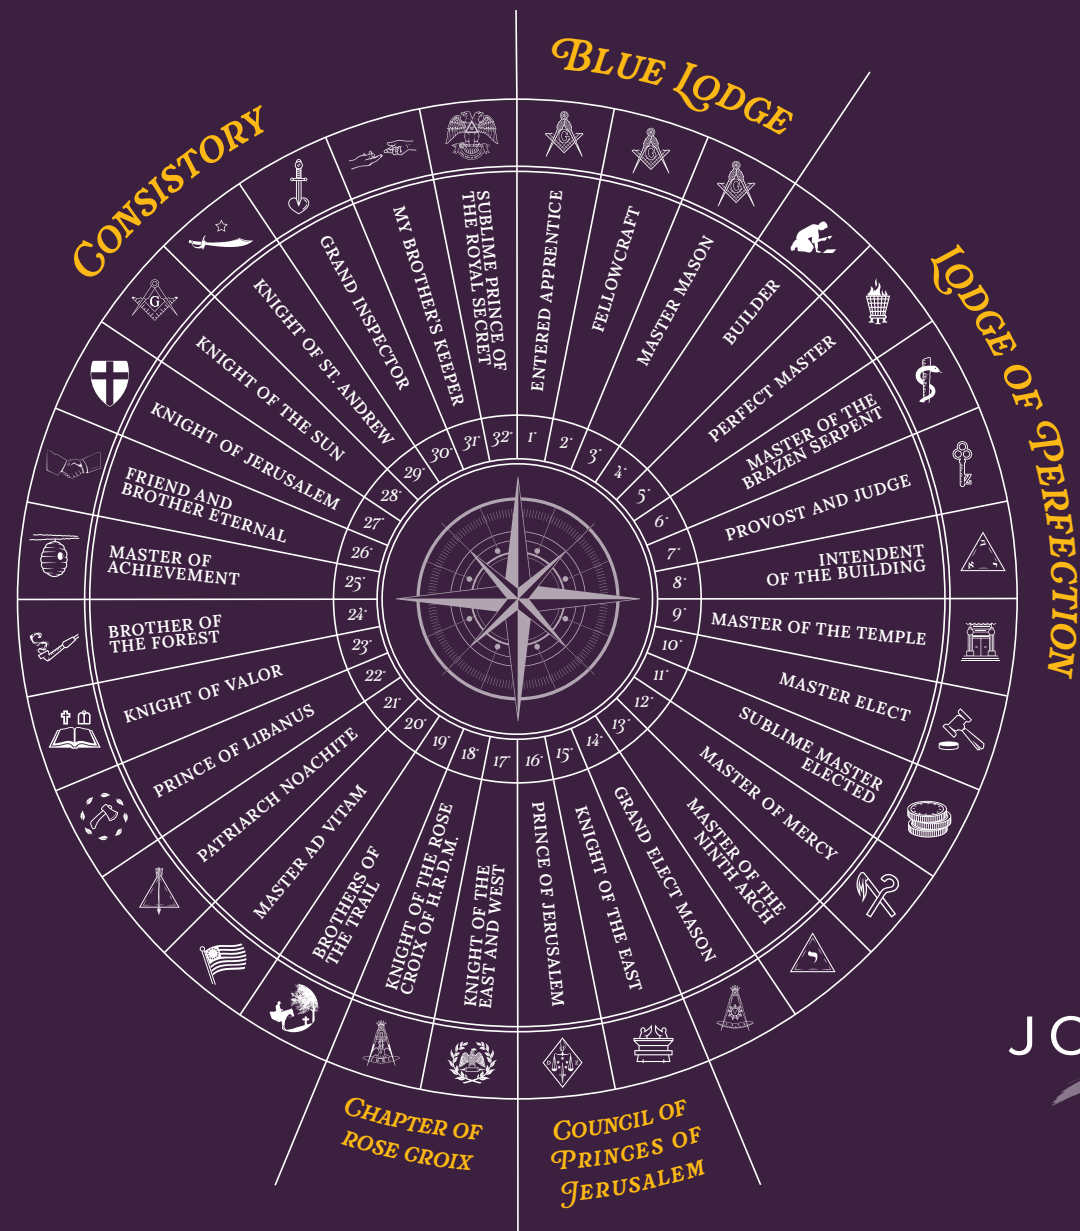 BLUE LODGE
ENTERED APPRENTICE
1°
FELLOWCRAFT
2°
MASTER MASON
3°
LODGE OF PERFECTION
BUILDER
4°
PERFECT MASTER
5°
MASTER OF THE
BRAZEN SERPENT
6°
PROVOST AND JUDGE
7°
INTENDENT
OF THE BUILDING
8°
MASTER OF THE TEMPLE
9°
MASTER ELECT
10°
SUBLIME MASTER
ELECTED
11°
MASTER OF MERCY
12°
MASTER OF THE
NINTH ARCH
13°
GRAND ELECT MASON
14°
COUNCIL OF
PRINCES OF
JERUSALEM
KNIGHT OF THE EAST
15°
PRINCE OF JERUSALEM
16°
CHAPTER OF
ROSE CROIX
KNIGHT OF THE
EAST AND WEST
17°
KNIGHT OF THE ROSE
CROIX OF H.R.D.M.
18°
CONSISTORY
BROTHERS OF
THE TRAIL
19°
MASTER AD VITAM
20°
PATRIARCH NOACHITE
21°
PRINCE OF LIBANUS
22°
KNIGHT OF VALOR
23°
BROTHER OF
THE FOREST
24°
MASTER OF
ACHIEVEMENT
25°
FRIEND AND
BROTHER ETERNAL
26°
KNIGHT OF JERUSALEM
27°
KNIGHT OF THE SUN
28°
KNIGHT OF ST. ANDREW
29°
GRAND INSPECTOR
30°
MY BROTHER'S KEEPER
31°
SUBLIME PRINCE OF
THE ROYAL SECRET
32°
G
G
G
G
JO